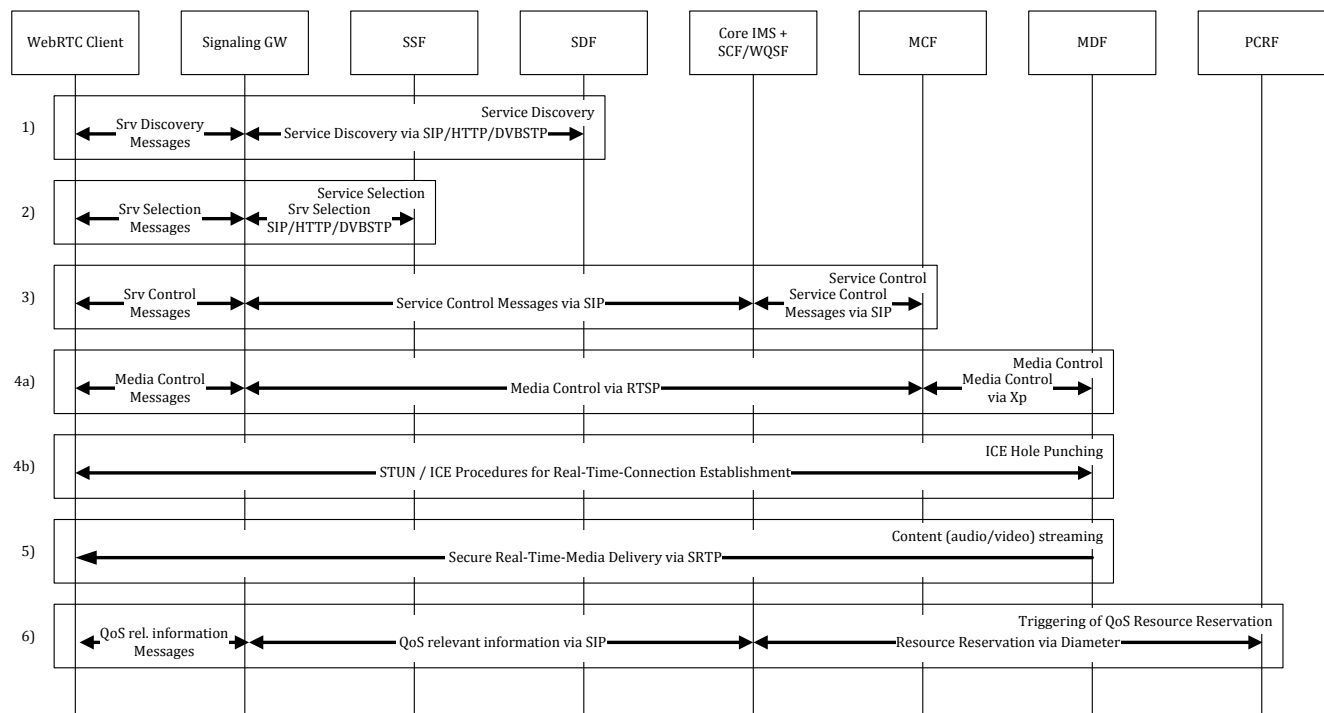 WebRTC Client
Signaling GW
SSF
SDF
Core IMS +
SCF/WQSF
MCF
MDF
PCRF
1)
Service Discovery
Srv Discovery
Messages
Service Discovery via SIP/HTTP/DVBSTP
2)
Service Selection
Srv Selection
Messages
Srv Selection
SIP/HTTP/DVBSTP
3)
Service Control
Srv Control
Messages
Service Control Messages via SIP
Service Control
Messages via SIP
4a)
Media Control
Media Control
Messages
Media Control via RTSP
Media Control
via Xp
4b)
ICE Hole Punching
STUN / ICE Procedures for Real-Time-Connection Establishment
5)
Content (audio/video) streaming
Secure Real-Time-Media Delivery via SRTP
6)
Triggering of QoS Resource Reservation
QoS rel. information
Messages
QoS relevant information via SIP
Resource Reservation via Diameter